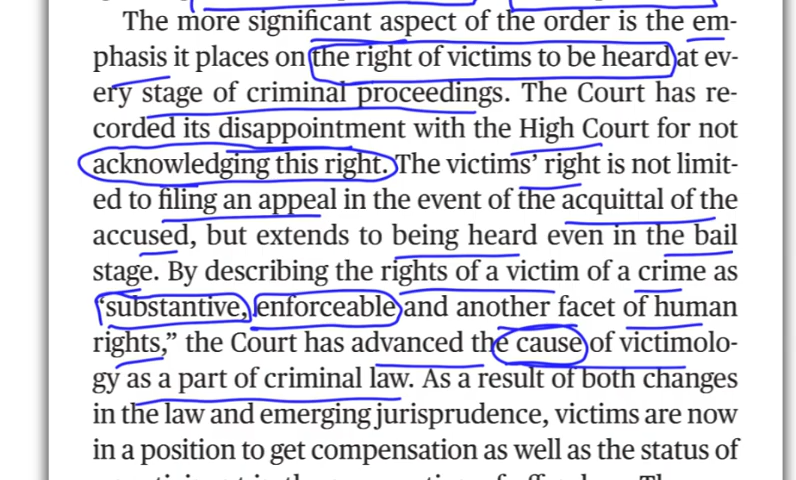 The more significant aspect of the order is the em-
phasis it places on the right of victims to be heard at ev-
ery stage of criminal proceedings. The Court has re-
corded its disappointment with the High Court for not
acknowledging this right. The victims’ right is not limit-
ed to filing an appeal in the event of the acquittal of the
accused, but extends to being heard even in the bail
stage. By describing the rights of a victim of a crime as
“substantive, enforceable and another facet of human
rights,” the Court has advanced the cause of victimolo-
gy as a part of criminal law. As a result of both changes
in the law and emerging jurisprudence, victims are now
in a position to get compensation as well as the status of